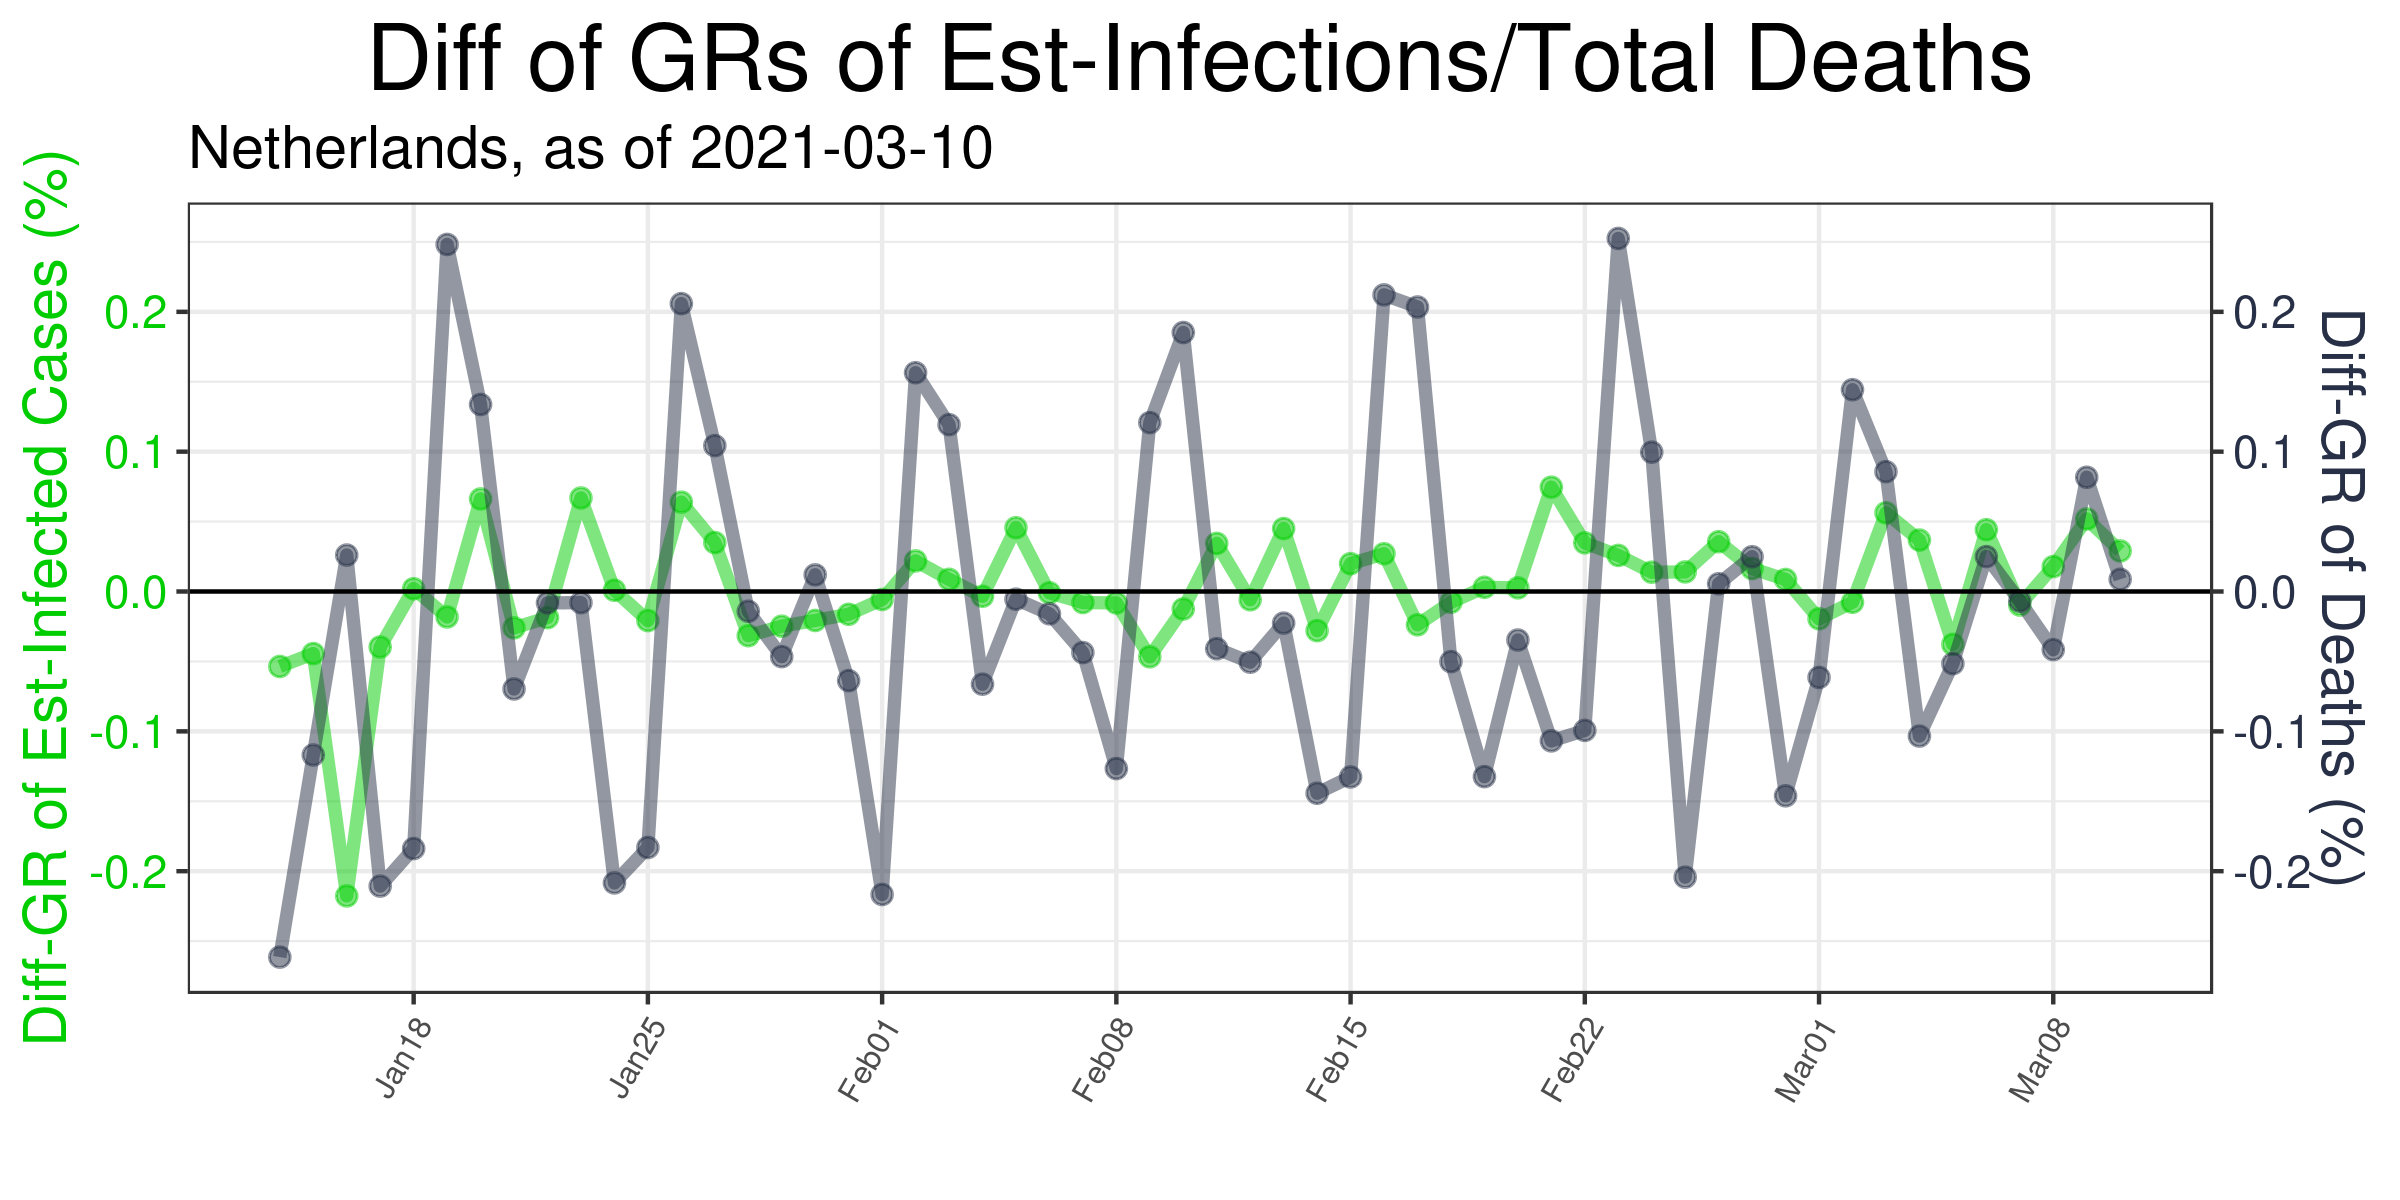 Diff of GRs of Est-Infections/Total Deaths
Netherlands, as of 2021-03-10
Diff-GR of Est-Infected Cases (%)
0.2
0.1
0.0
-0.1
-0.2
0.2
0.1
0.0
-0.1
-0.2
Diff-GR of Deaths (%)
Jan18
Jan25
Feb01
Feb08
Feb15
Feb22
Mar01
Mar08